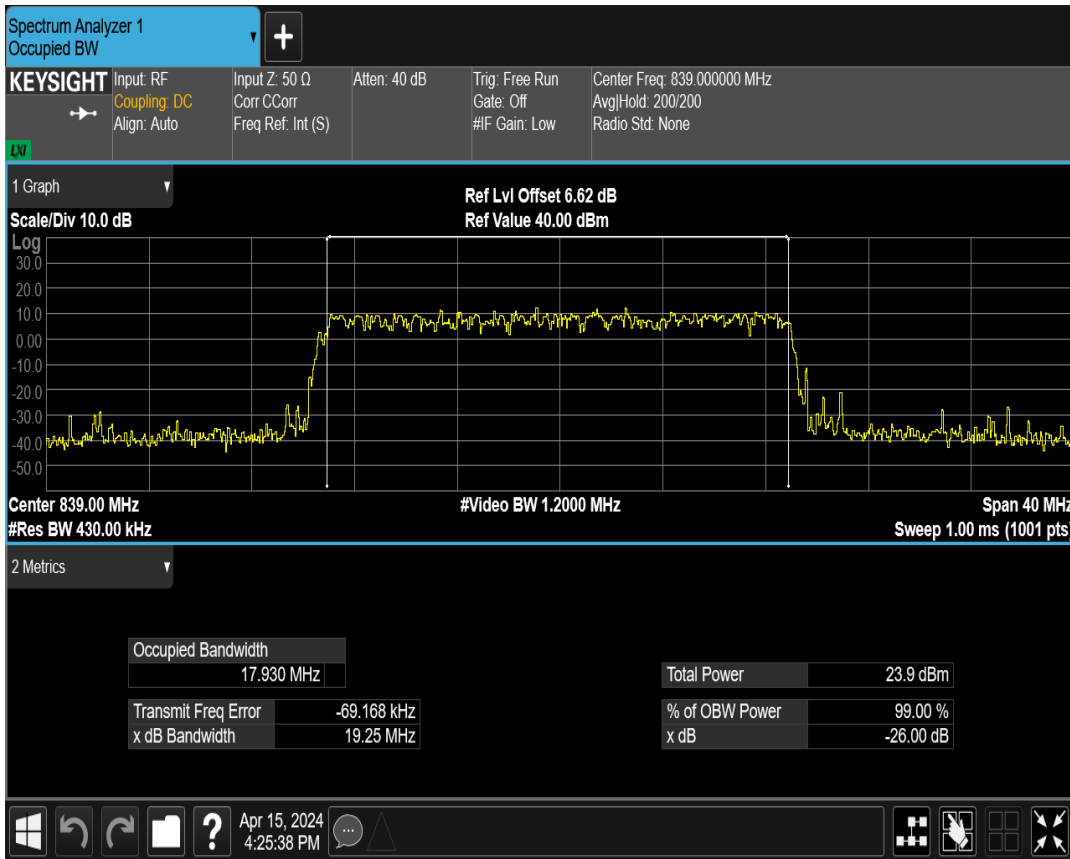 Spectrum Analyzer 1
Occupied BW
+
KEYSIGHT
LXI
Input: RF
Coupling: DC
Align: Auto
Input Z: 50 Ω
Corr CCorr
Freq Ref: Int (S)
Atten: 40 dB
Trig: Free Run
Gate: Off
#IF Gain: Low
Center Freq: 839.000000 MHz
Avg|Hold: 200/200
Radio Std: None
1 Graph
Scale/Div 10.0 dB
Ref Lvl Offset 6.62 dB
Ref Value 40.00 dBm
Log
30.0
20.0
10.0
0.00
-10.0
-20.0
-30.0
-40.0
-50.0
Center 839.00 MHz
#Res BW 430.00 kHz
#Video BW 1.2000 MHz
Span 40 MHz
Sweep 1.00 ms (1001 pts)
2 Metrics
Occupied Bandwidth
17.930 MHz
Transmit Freq Error -69.168 kHz
x dB Bandwidth 19.25 MHz
Total Power 23.9 dBm
% of OBW Power 99.00 %
x dB -26.00 dB
?
Apr 15, 2024
4:25:38 PM